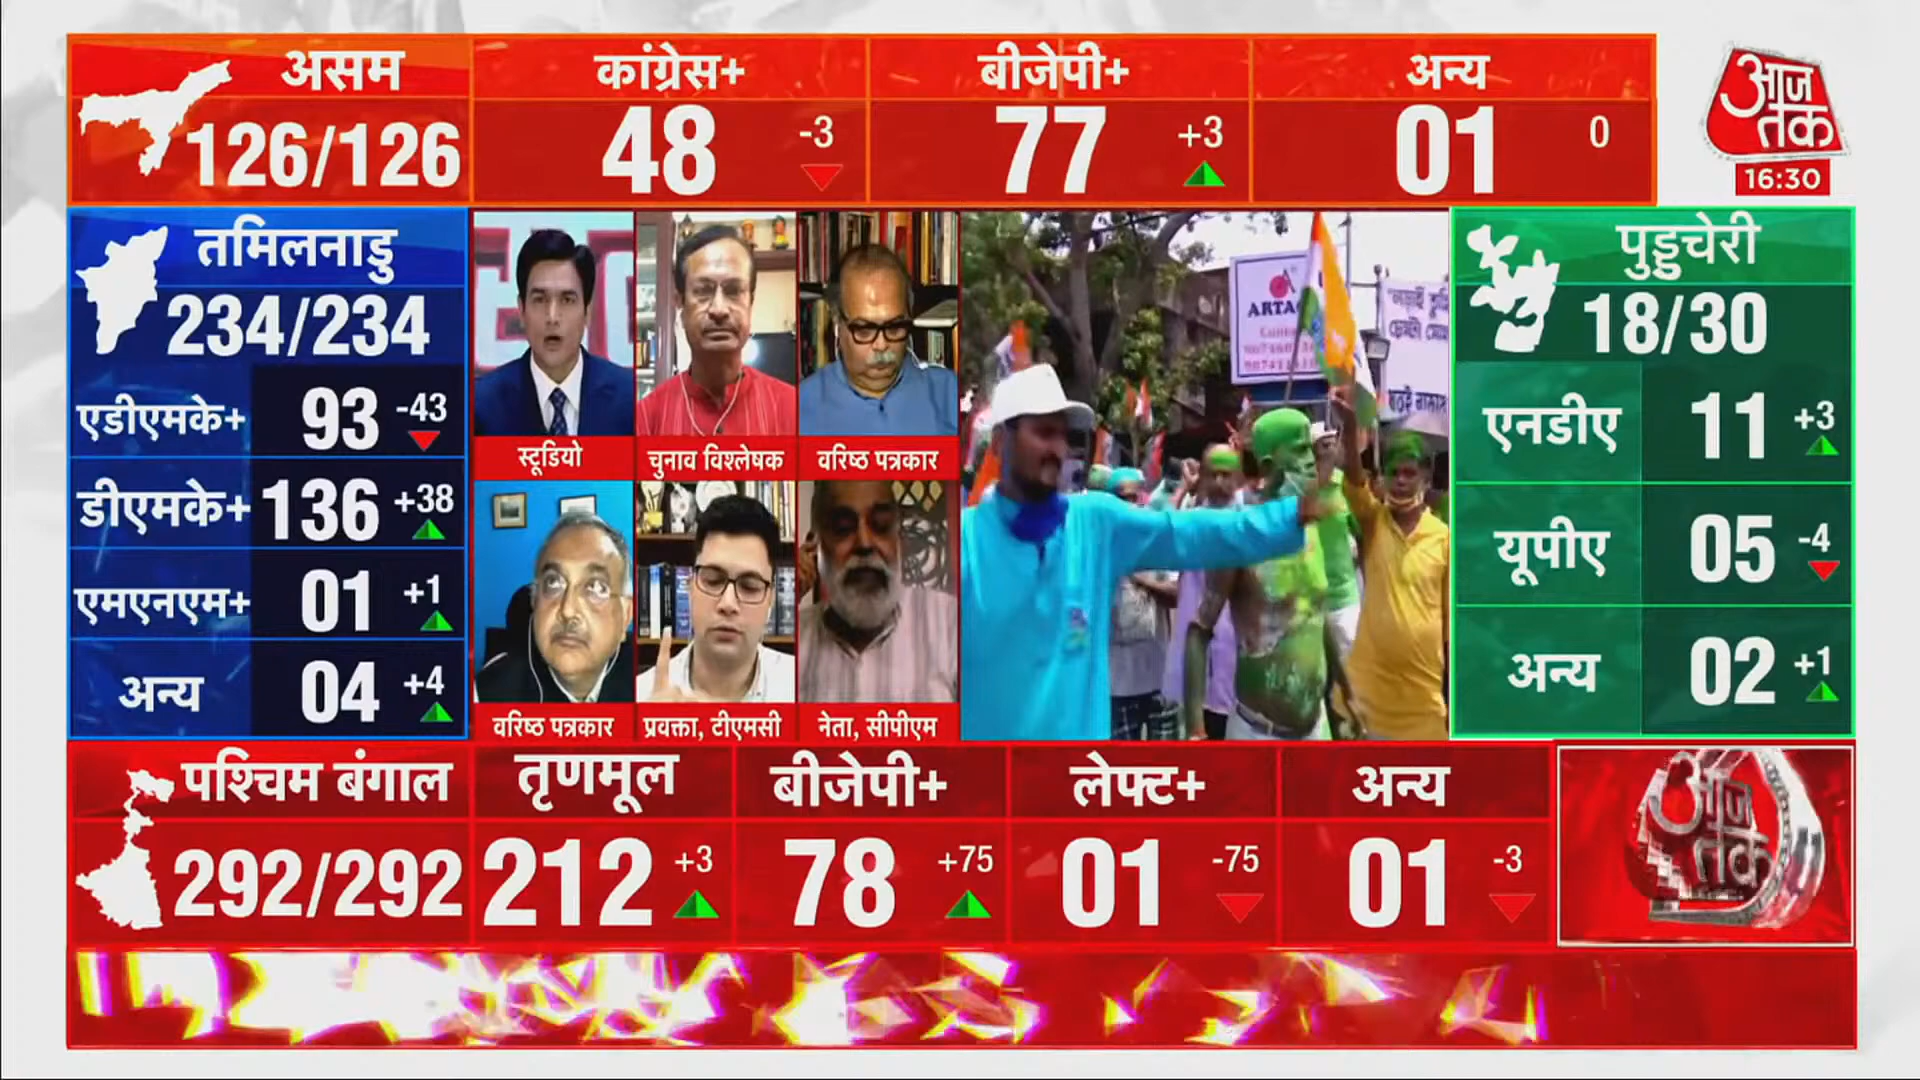 असम
126/126
कांग्रेस+
48
-3
बीजेपी+
77
+3
अन्य
01
0
आज
तक
16:30
तमिलनाडु
234/234
एडीएमके+
93
-43
डीएमके+
136
+38
एमएनएम+
01
+1
अन्य
04
+4
स्टूडियो
चुनाव विश्लेषक
वरिष्ठ पत्रकार
वरिष्ठ पत्रकार
प्रवक्ता, टीएमसी
नेता, सीपीएम
पुडुचेरी
18/30
एनडीए
11
+3
यूपीए
05
-4
अन्य
02
+1
पश्चिम बंगाल
292/292
तृणमूल
212
+3
बीजेपी+
78
+75
लेफ्ट+
01
-75
अन्य
01
-3
आज
तक